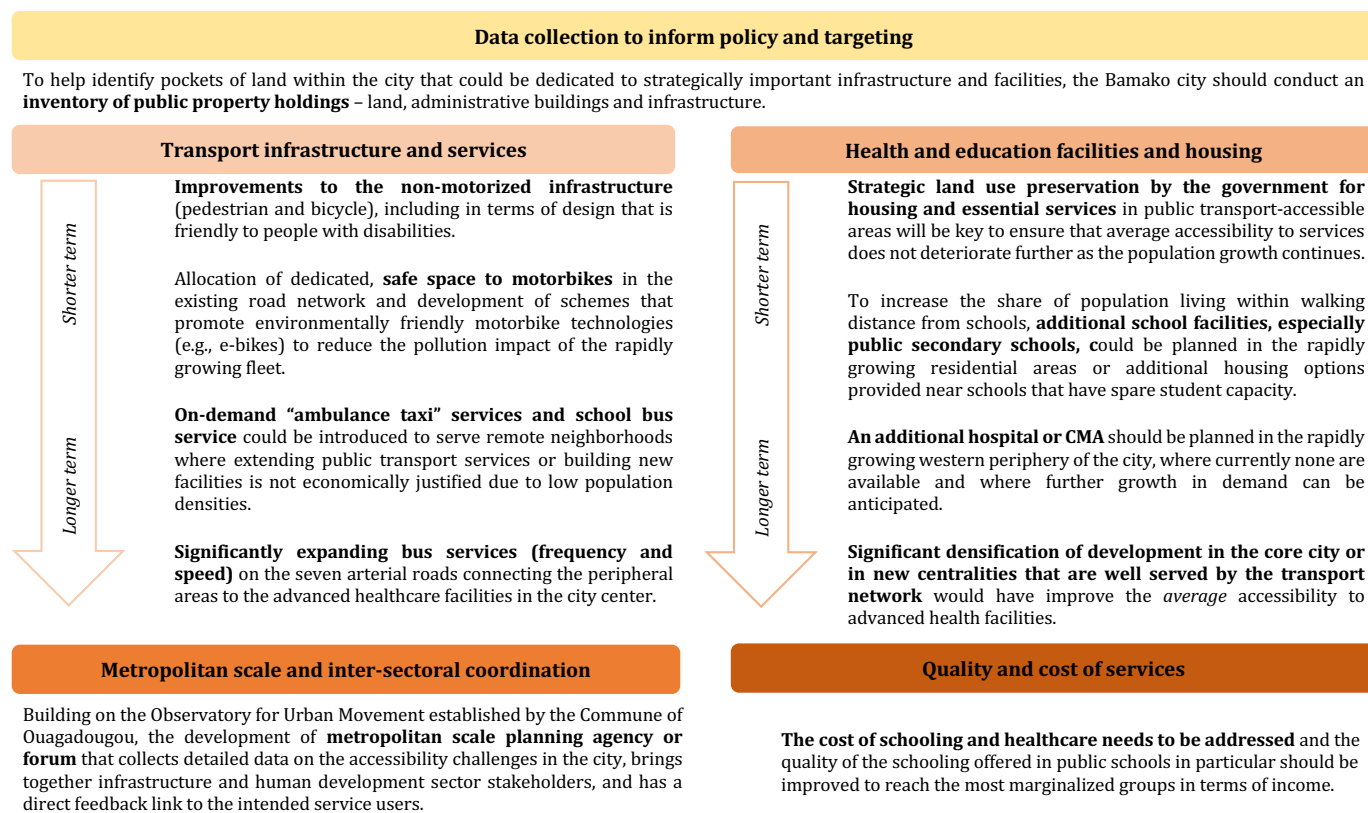 Data collection to inform policy and targeting
To help identify pockets of land within the city that could be dedicated to strategically important infrastructure and facilities, the Bamako city should conduct an
inventory of public property holdings – land, administrative buildings and infrastructure.
Transport infrastructure and services
Shorter term
Longer term
Improvements to the non-motorized infrastructure
(pedestrian and bicycle), including in terms of design that is
friendly to people with disabilities.
Allocation of dedicated, safe space to motorbikes in the
existing road network and development of schemes that
promote environmentally friendly motorbike technologies
(e.g., e-bikes) to reduce the pollution impact of the rapidly
growing fleet.
On-demand “ambulance taxi” services and school bus
service could be introduced to serve remote neighborhoods
where extending public transport services or building new
facilities is not economically justified due to low population
densities.
Significantly expanding bus services (frequency and
speed) on the seven arterial roads connecting the peripheral
areas to the advanced healthcare facilities in the city center.
Health and education facilities and housing
Shorter term
Longer term
Strategic land use preservation by the government for
housing and essential services in public transport-accessible
areas will be key to ensure that average accessibility to services
does not deteriorate further as the population growth continues.
To increase the share of population living within walking
distance from schools, additional school facilities, especially
public secondary schools, could be planned in the rapidly
growing residential areas or additional housing options
provided near schools that have spare student capacity.
An additional hospital or CMA should be planned in the rapidly
growing western periphery of the city, where currently none are
available and where further growth in demand can be
anticipated.
Significant densification of development in the core city or
in new centralities that are well served by the transport
network would have improve the average accessibility to
advanced health facilities.
Metropolitan scale and inter-sectoral coordination
Building on the Observatory for Urban Movement established by the Commune of
Ouagadougou, the development of metropolitan scale planning agency or
forum that collects detailed data on the accessibility challenges in the city, brings
together infrastructure and human development sector stakeholders, and has a
direct feedback link to the intended service users.
Quality and cost of services
The cost of schooling and healthcare needs to be addressed and the
quality of the schooling offered in public schools in particular should be
improved to reach the most marginalized groups in terms of income.